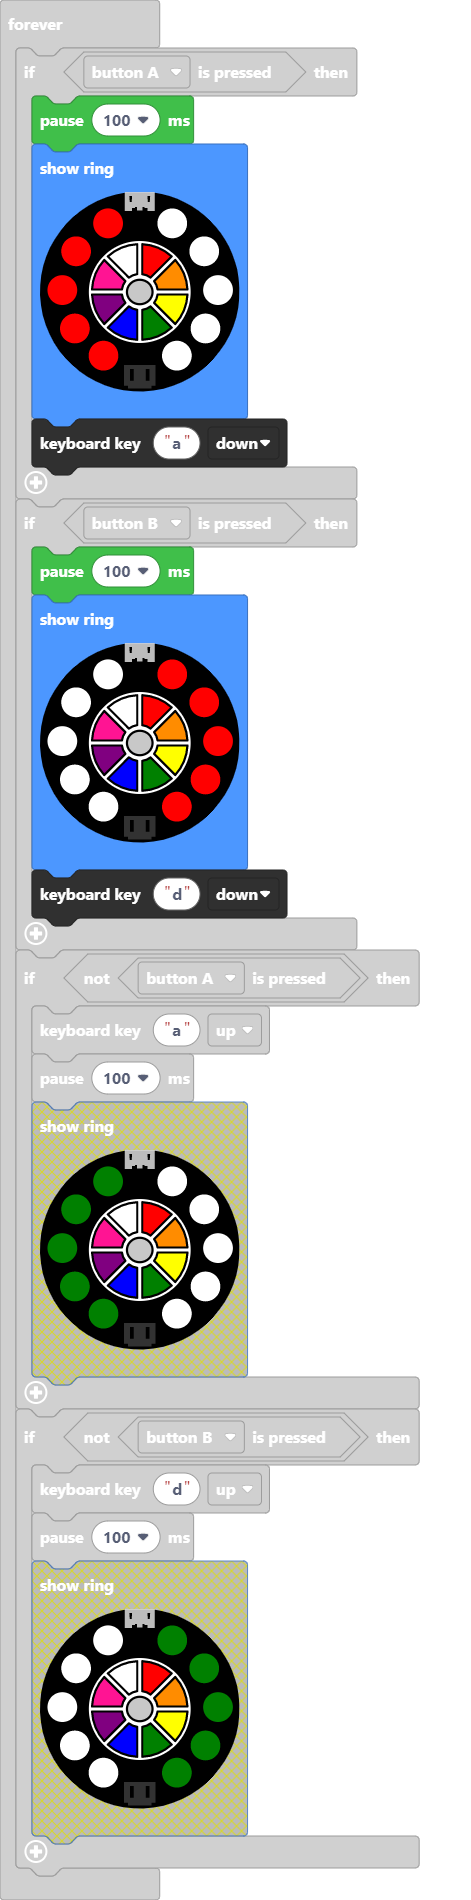 forever
if button A is pressed then
pause 100 ms
show ring
keyboard key "a" down
if button B is pressed then
pause 100 ms
show ring
keyboard key "d" down
if not button A is pressed then
keyboard key "a" up
pause 100 ms
show ring
if not button B is pressed then
keyboard key "d" up
pause 100 ms
show ring